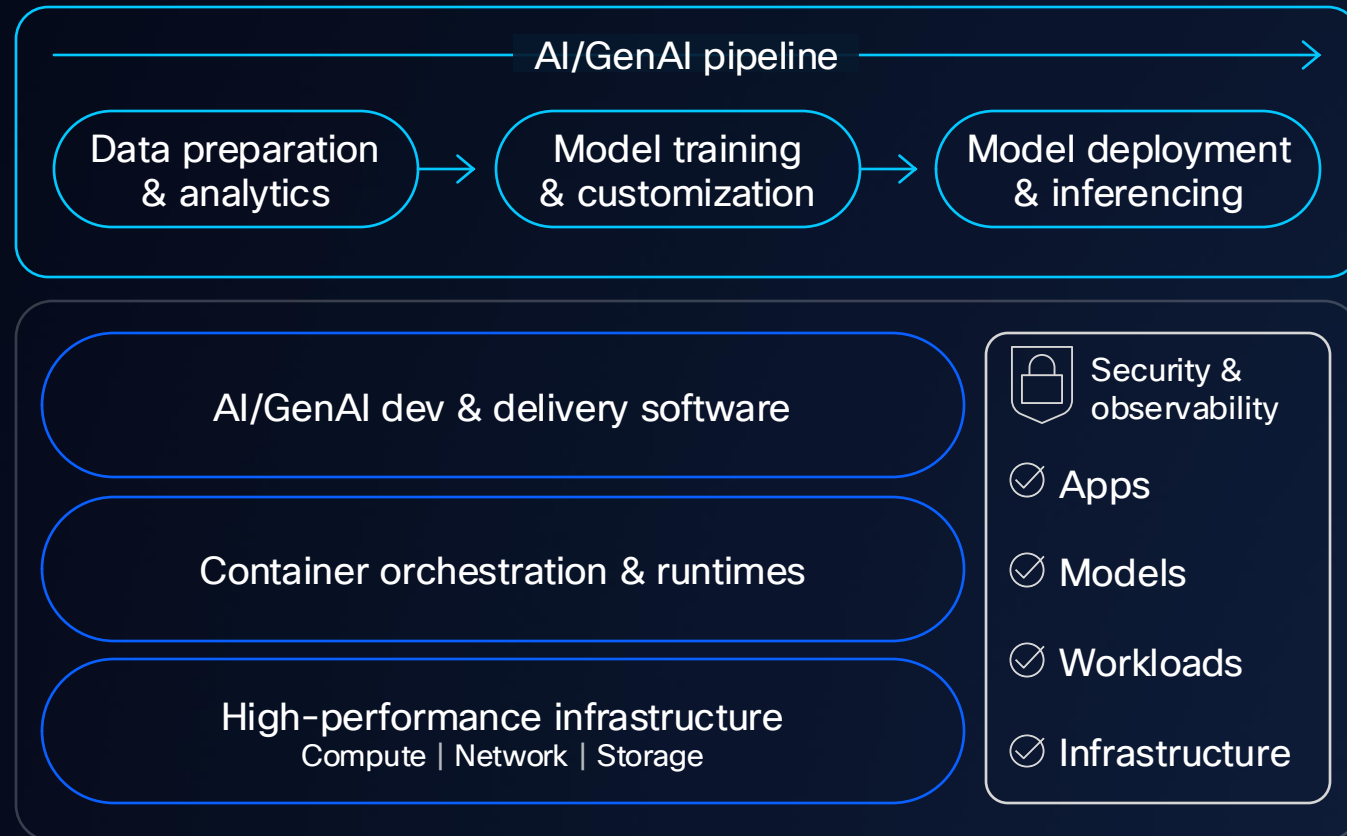 AI/GenAI pipeline
Data preparation
& analytics
Model training
& customization
Model deployment
& inferencing
AI/GenAI dev & delivery software
Container orchestration & runtimes
High-performance infrastructure
Compute | Network | Storage
Security &
observability
Apps
Models
Workloads
Infrastructure